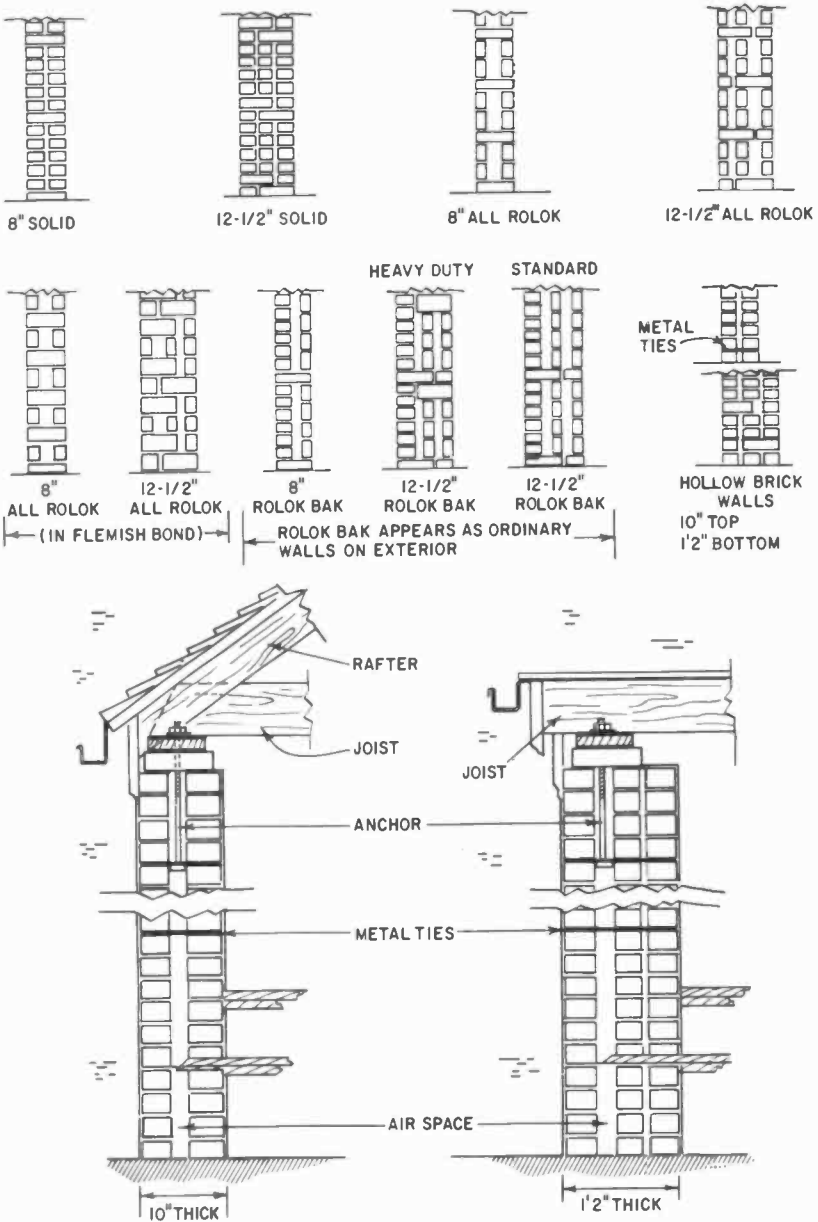 8" SOLID
12-1/2" SOLID
8" ALL ROLOK
12-1/2" ALL ROLOK
HEAVY DUTY
STANDARD
METAL
TIES
8"
ALL ROLOK
12-1/2"
ALL ROLOK
8"
ROLOK BAK
12-1/2"
ROLOK BAK
12-1/2"
ROLOK BAK
HOLLOW BRICK
WALLS
10" TOP
1'2" BOTTOM
(IN FLEMISH BOND)
ROLOK BAK APPEARS AS ORDINARY
WALLS ON EXTERIOR
RAFTER
JOIST
JOIST
ANCHOR
METAL TIES
AIR SPACE
10" THICK
1'2" THICK